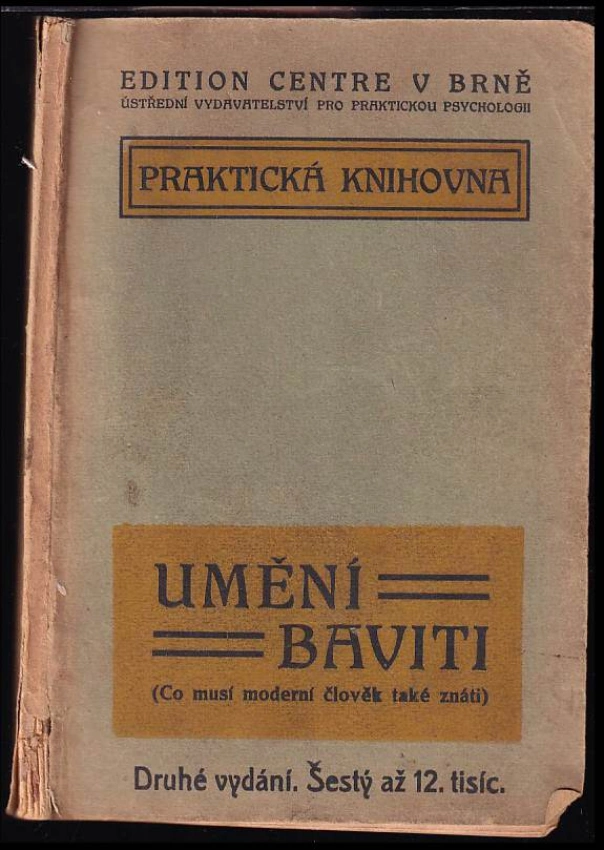 EDITION CENTRE V BRNĚ
ÚSTŘEDNÍ VYDAVATELSTVÍ PRO PRAKTICKOU PSYCHOLOGII
PRAKTICKÁ KNIHOVNA
UMĚNÍ
BAVITI
(Co musí moderní člověk také znáti)
Druhé vydání. Šestý až 12. tisíc.